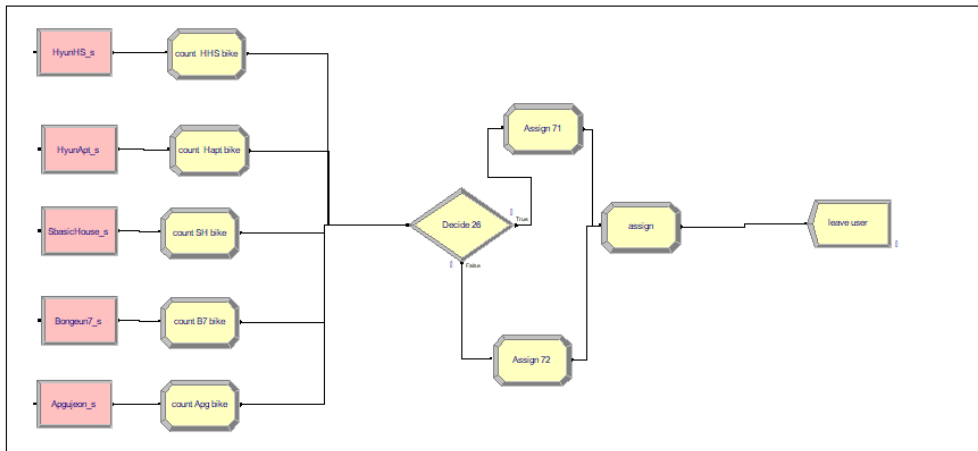 HyunHS_s
count HHS bike
HyunApt_s
count Hapt bike
SbasicHouse_s
count SH bike
Bongeun7_s
count B7 bike
Apgujeon_s
count Apg bike
Decide 26
True
False
Assign 71
Assign 72
assign
leave user